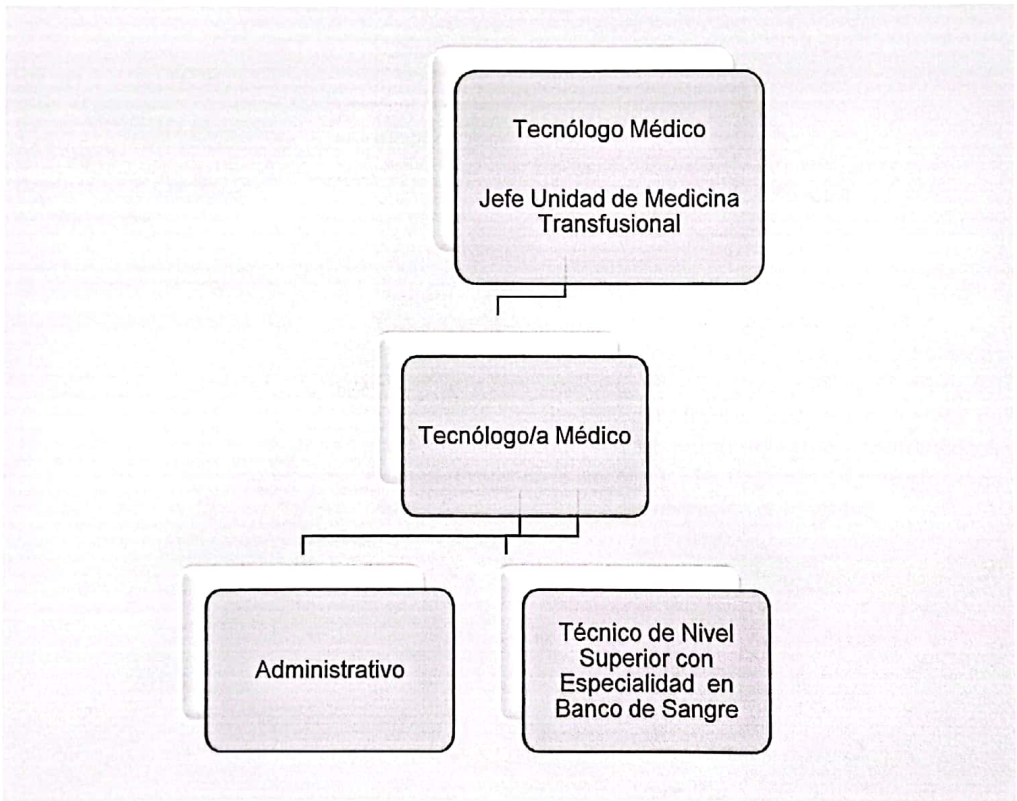 Tecnólogo Médico
Jefe Unidad de Medicina
Transfusional
Tecnólogo/a Médico
Administrativo
Técnico de Nivel
Superior con
Especialidad en
Banco de Sangre